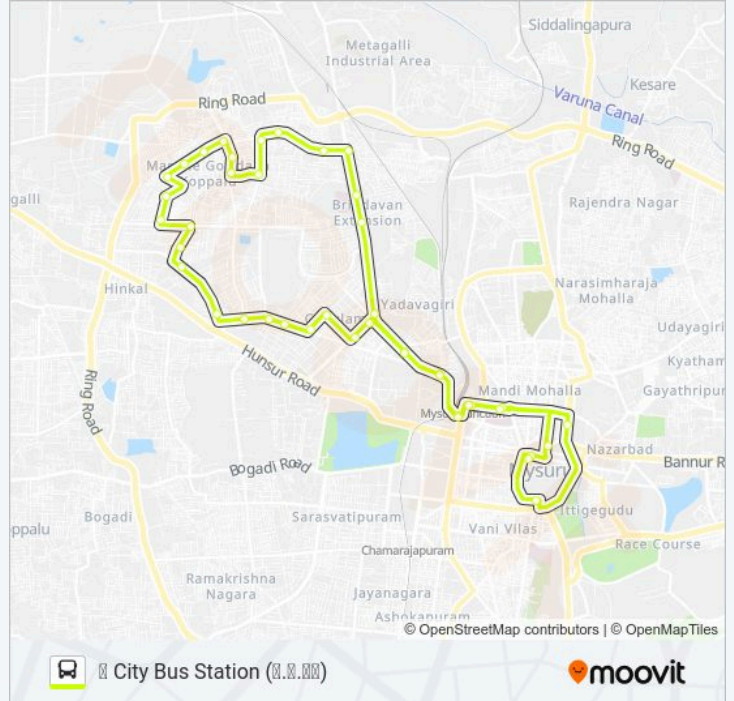 Siddalingapura
Metagalli
Industrial Area
Kesare
Ring Road
Varuna Canal
Ring Road
galli
Rajendra Nagar
Extension
Hinkal
Yadavagiri
Narasimharaja
Mohalla
Udayagiri
Hunsur Road
Kyatham
Ring Road
Mandi Mohalla
Gayathripur
Nazarbad
Bogadi Road
Bannur R
Mysuru
ppalu
Bogadi
Sarasvatipuram
Ittigegudu
Vani Vilas
Race Course
Chamarajapuram
Ramakrishna
Nagara
Jayanagara
Ashokapuram
© OpenStreetMap contributors | © OpenMapTiles
City Bus Station
moovit